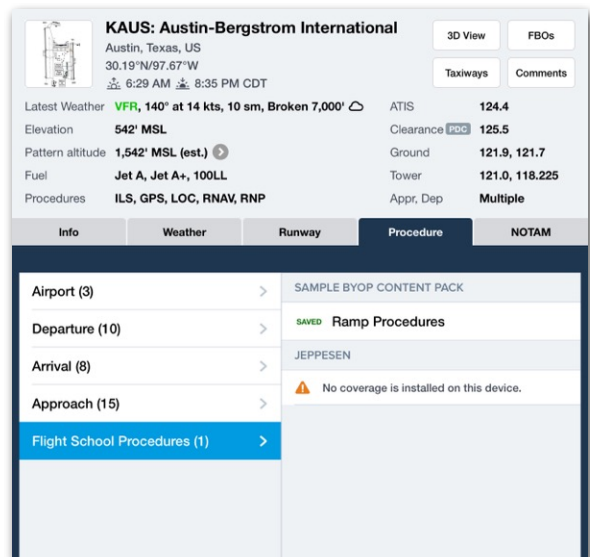 KAUS: Austin-Bergstrom International
Austin, Texas, US
30.19°N/97.67°W
6:29 AM 8:35 PM CDT
3D View
FBOs
Taxiways
Comments
Latest Weather VFR, 140° at 14 kts, 10 sm, Broken 7,000'
Elevation 542' MSL
Pattern altitude 1,542' MSL (est.)
Fuel Jet A, Jet A+, 100LL
Procedures ILS, GPS, LOC, RNAV, RNP
ATIS 124.4
Clearance PDC 125.5
Ground 121.9, 121.7
Tower 121.0, 118.225
Appr, Dep Multiple
Info Weather Runway Procedure NOTAM
Airport (3)
Departure (10)
Arrival (8)
Approach (15)
Flight School Procedures (1)
SAMPLE BYOP CONTENT PACK
SAVED Ramp Procedures
JEPPESEN
No coverage is installed on this device.